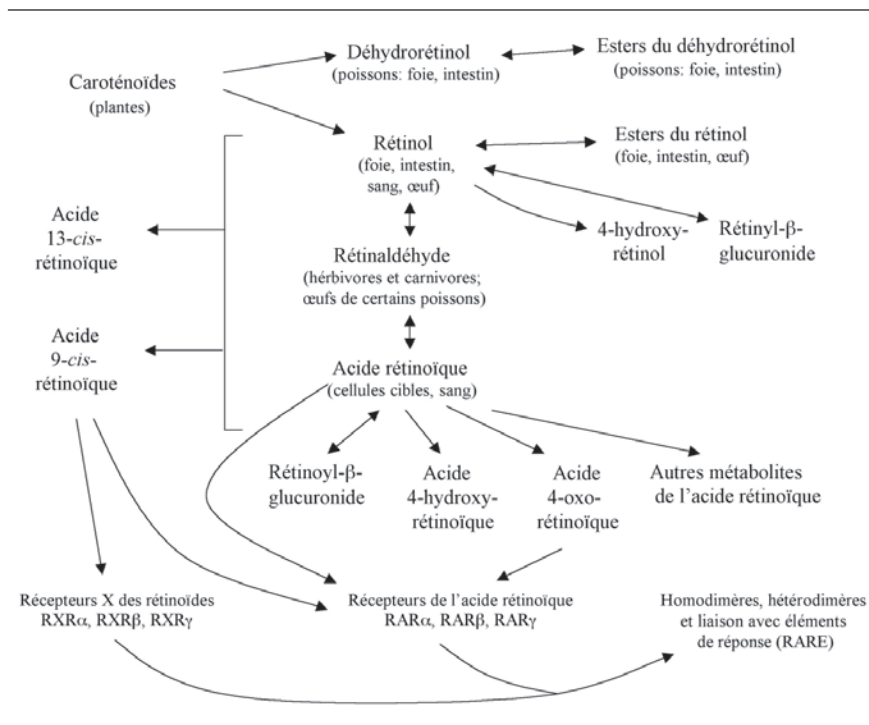 Déhydrorétinol
(poissons: foie, intestin)
Esters du déhydrorétinol
(poissons: foie, intestin)
Caroténoïdes
(plantes)
Rétinol
(foie, intestin,
sang, œuf)
Esters du rétinol
(foie, intestin, œuf)
Acide
13-cis-
rétinoïque
4-hydroxy-
rétinol
Rétinyl-β-
glucuronide
Rétinaldéhyde
(hérbivores et carnivores;
œufs de certains poissons)
Acide
9-cis-
rétinoïque
Acide rétinoïque
(cellules cibles, sang)
Rétinoyl-β-
glucuronide
Acide
4-hydroxy-
rétinoïque
Acide
4-oxo-
rétinoïque
Autres métabolites
de l'acide rétinoïque
Récepteurs X des rétinoïdes
RXRα, RXRβ, RXRγ
Récepteurs de l'acide rétinoïque
RARα, RARβ, RARγ
Homodimères, hétérodimères
et liaison avec éléments
de réponse (RARE)